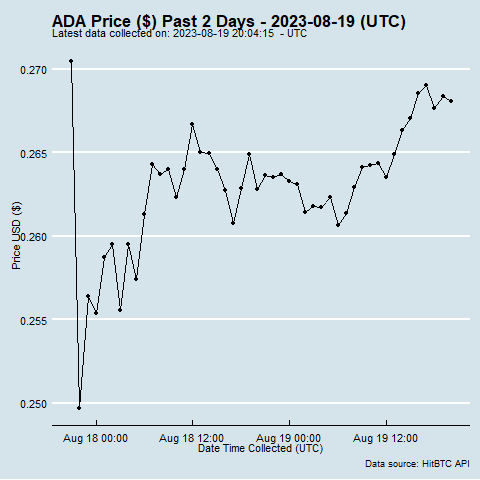 ADA Price ($) Past 2 Days - 2023-08-19 (UTC)
Latest data collected on: 2023-08-19 20:04:15 - UTC
0.270
0.265
0.260
0.255
0.250
Price USD ($)
Aug 18 00:00 Aug 18 12:00 Aug 19 00:00 Aug 19 12:00
Date Time Collected (UTC)
Data source: HitBTC API